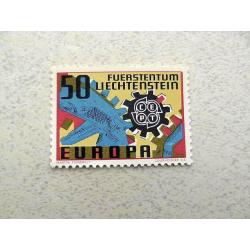 50 FUERSTENTUM
LIECHTENSTEIN
CEPT
EUROPA